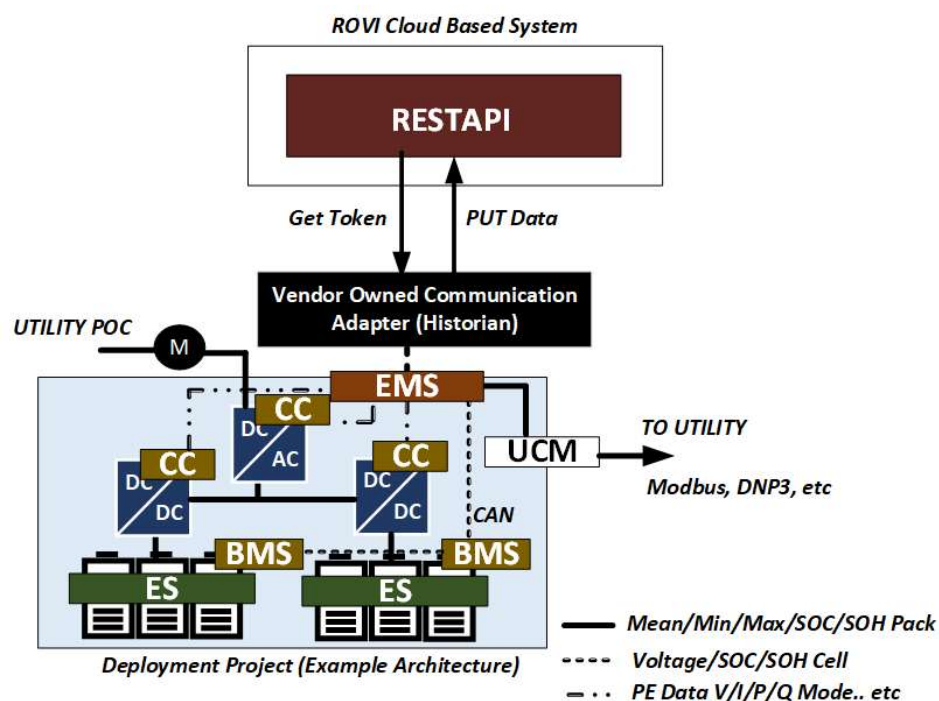 ROVI Cloud Based System
RESTAPI
Get Token
PUT Data
Vendor Owned Communication
Adapter (Historian)
UTILITY POC
M
EMS
CC
DC
AC
UCM
TO UTILITY
Modbus, DNP3, etc
CC
DC
DC
CC
DC
DC
CAN
BMS
BMS
ES
ES
Mean/Min/Max/SOC/SOH Pack
Voltage/SOC/SOH Cell
PE Data V/I/P/Q Mode.. etc
Deployment Project (Example Architecture)